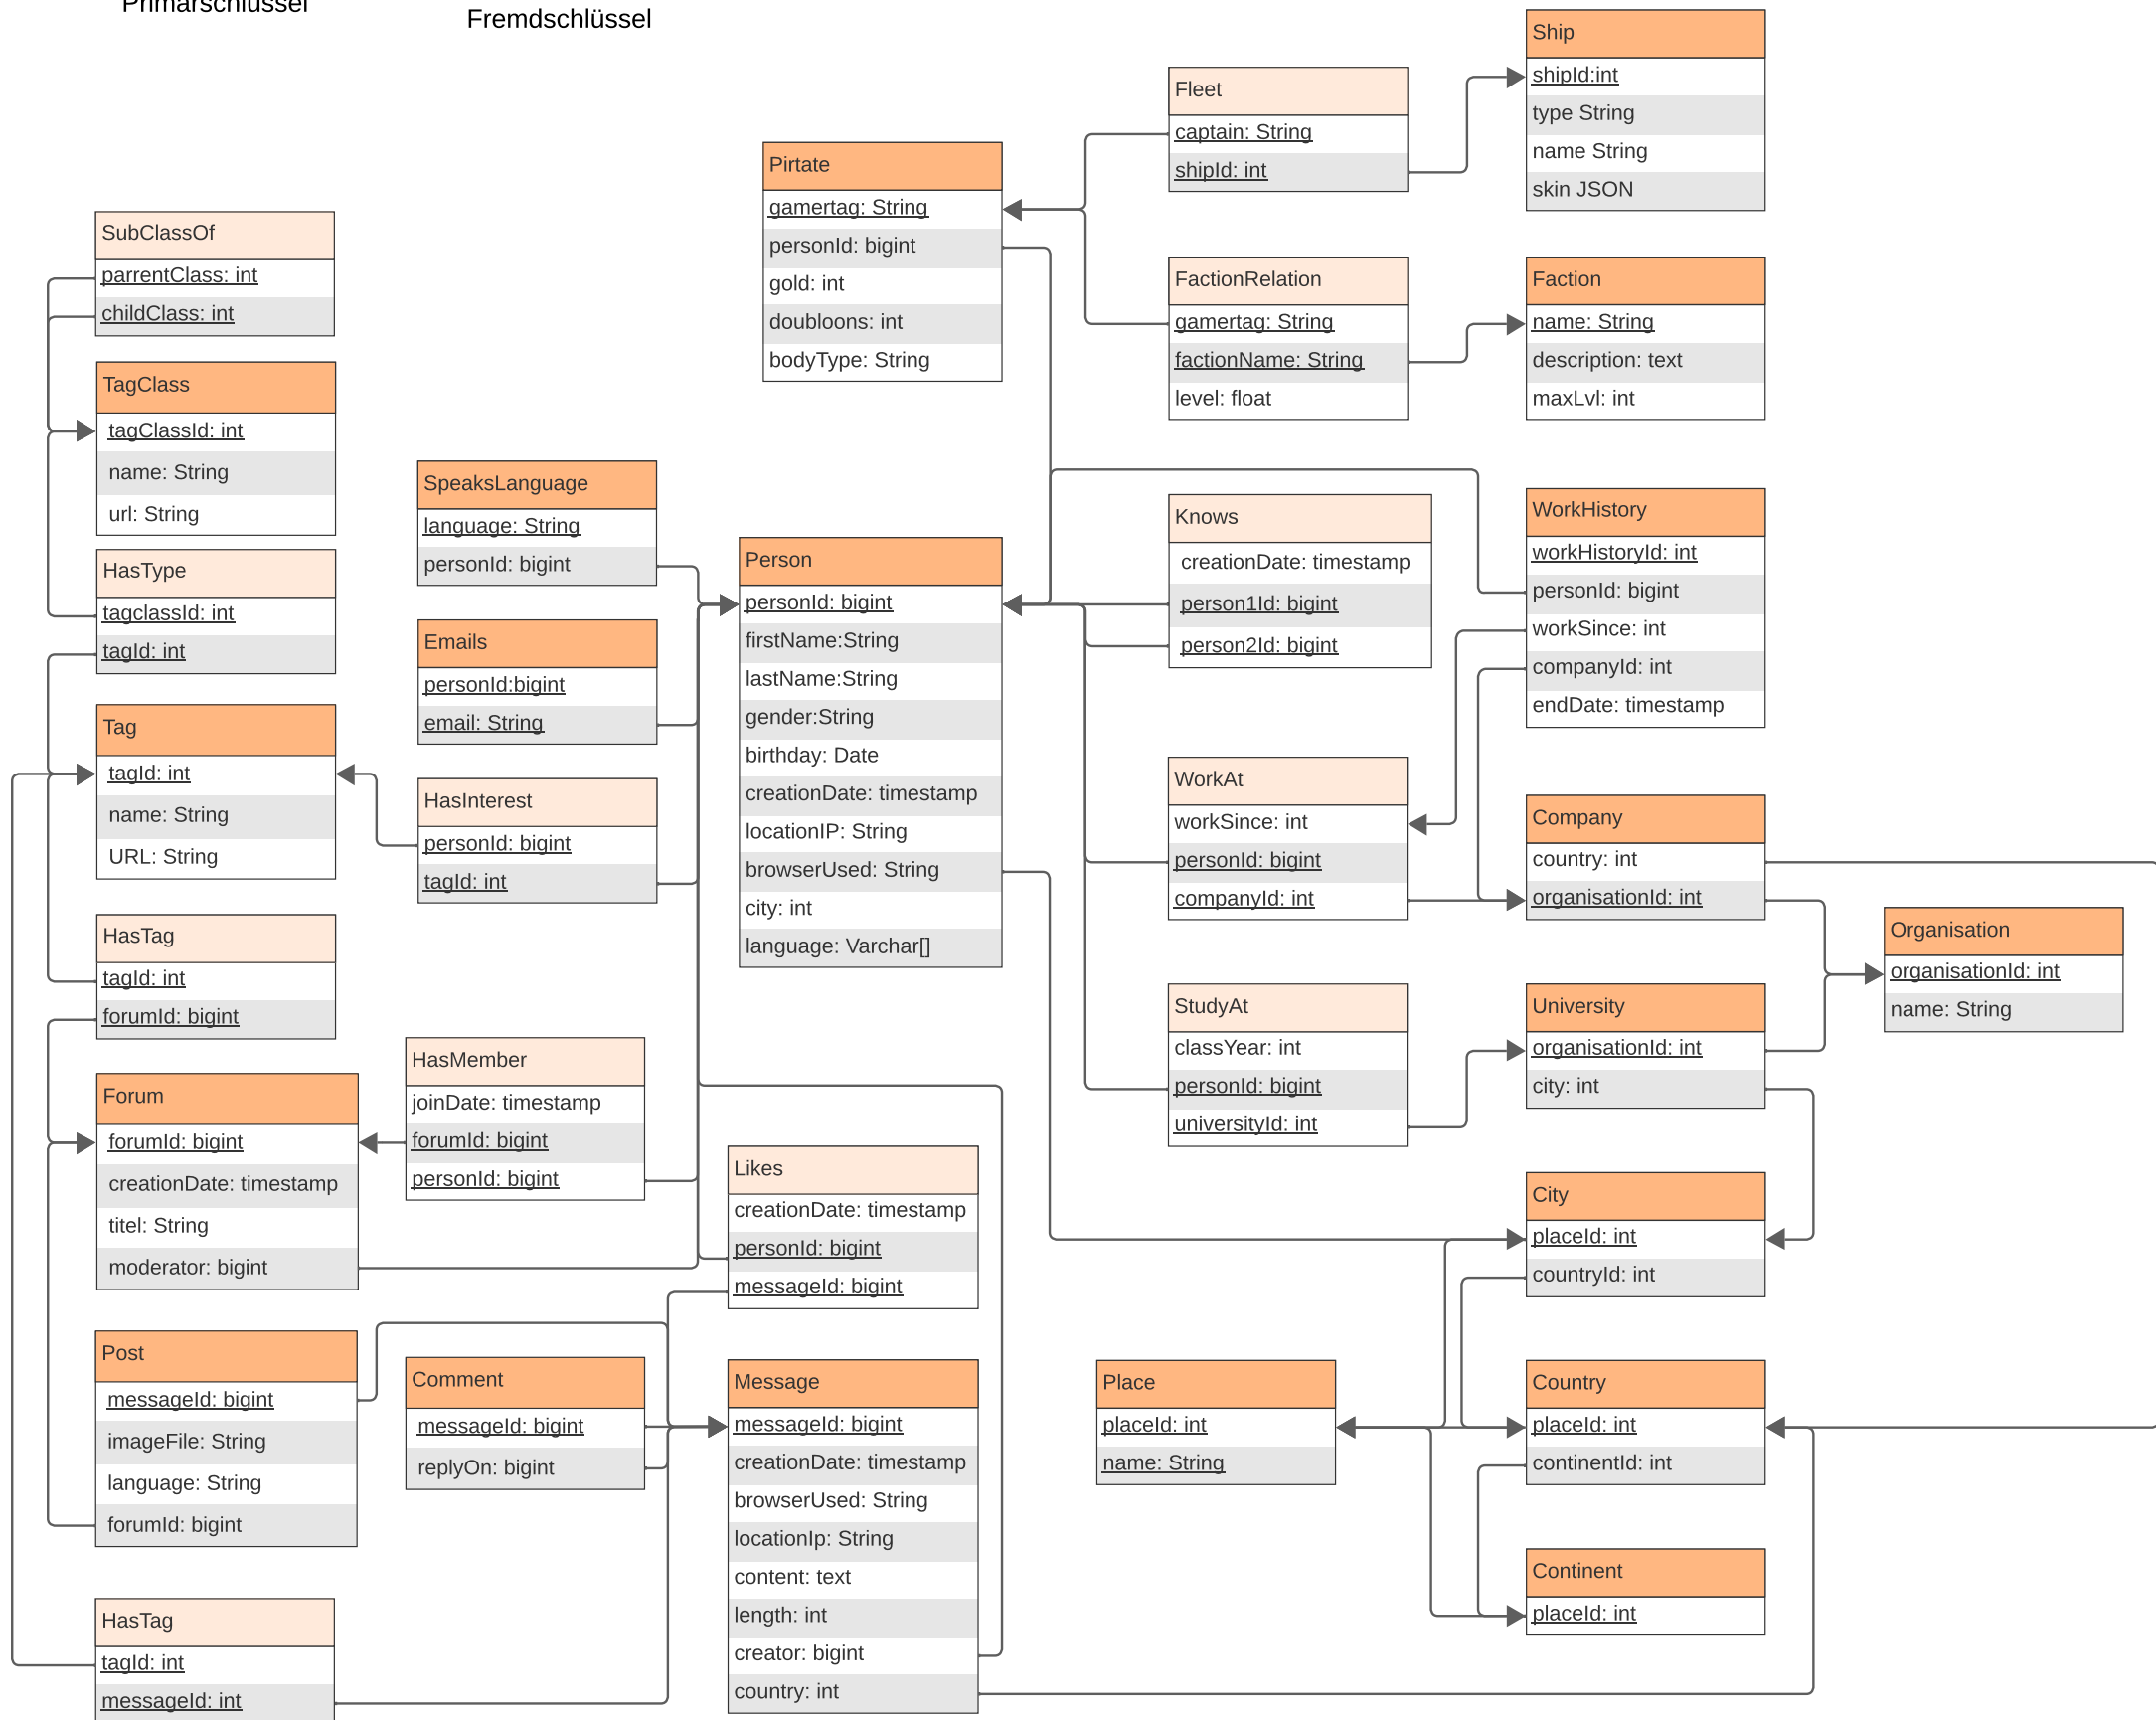 Primärschlüssel
Fremdschlüssel
Ship
shipId:int
type String
name String
skin JSON
Fleet
captain: String
shipId: int
Pirtate
gamertag: String
personId: bigint
gold: int
doubloons: int
bodyType: String
SubClassOf
parrentClass: int
childClass: int
FactionRelation
gamertag: String
factionName: String
level: float
Faction
name: String
description: text
maxLvl: int
TagClass
tagClassId: int
name: String
url: String
SpeaksLanguage
language: String
personId: bigint
Knows
creationDate: timestamp
person1Id: bigint
person2Id: bigint
WorkHistory
workHistoryId: int
personId: bigint
workSince: int
companyId: int
endDate: timestamp
HasType
tagclassId: int
tagId: int
Person
personId: bigint
firstName:String
lastName:String
gender:String
birthday: Date
creationDate: timestamp
locationIP: String
browserUsed: String
city: int
language: Varchar[]
Emails
personId:bigint
email: String
Tag
tagId: int
name: String
URL: String
HasInterest
personId: bigint
tagId: int
WorkAt
workSince: int
personId: bigint
companyId: int
Company
country: int
organisationId: int
Organisation
organisationId: int
name: String
HasTag
tagId: int
forumId: bigint
StudyAt
classYear: int
personId: bigint
universityId: int
University
organisationId: int
city: int
HasMember
joinDate: timestamp
forumId: bigint
personId: bigint
Forum
forumId: bigint
creationDate: timestamp
titel: String
moderator: bigint
Likes
creationDate: timestamp
personId: bigint
messageId: bigint
City
placeId: int
countryId: int
Post
messageId: bigint
imageFile: String
language: String
forumId: bigint
Comment
messageId: bigint
replyOn: bigint
Message
messageId: bigint
creationDate: timestamp
browserUsed: String
locationIp: String
content: text
length: int
creator: bigint
country: int
Place
placeId: int
name: String
Country
placeId: int
continentId: int
Continent
placeId: int
HasTag
tagId: int
messageId: int